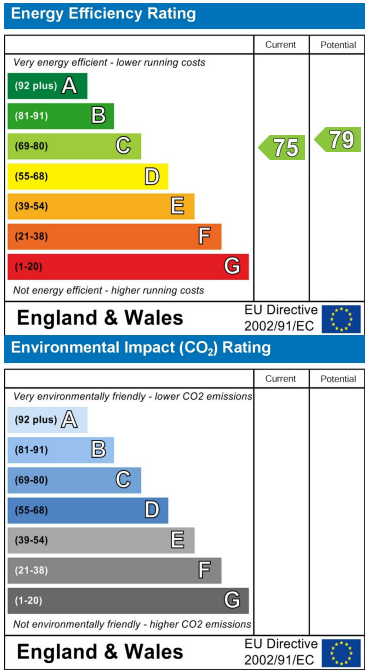 Energy Efficiency Rating
Current Potential
Very energy efficient - lower running costs
(92 plus) A
(81-91) B
(69-80) C
75 79
(55-68) D
(39-54) E
(21-38) F
(1-20) G
Not energy efficient - higher running costs
England & Wales
EU Directive
2002/91/EC
Environmental Impact (CO₂) Rating
Current Potential
Very environmentally friendly - lower CO2 emissions
(92 plus) A
(81-91) B
(69-80) C
(55-68) D
(39-54) E
(21-38) F
(1-20) G
Not environmentally friendly - higher CO2 emissions
England & Wales
EU Directive
2002/91/EC